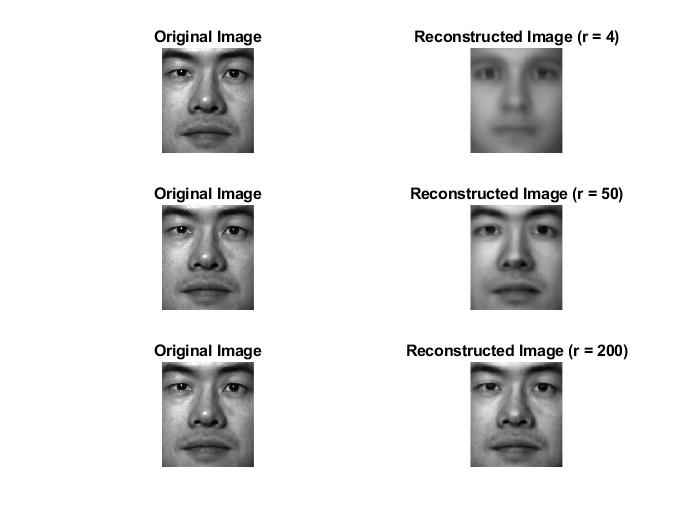 Original Image
Reconstructed Image (r = 4)
Original Image
Reconstructed Image (r = 50)
Original Image
Reconstructed Image (r = 200)